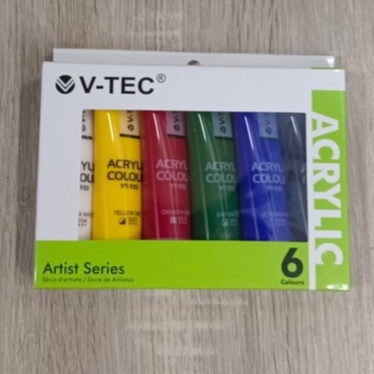 V-TEC®
ACRYLIC
ACRYL
COLOU
ACRYL
COLOU
ACRYL
COLOU
ACRYL
COLOU
Artist Series
Série d'artiste / Serie de Artistas
6
Colours